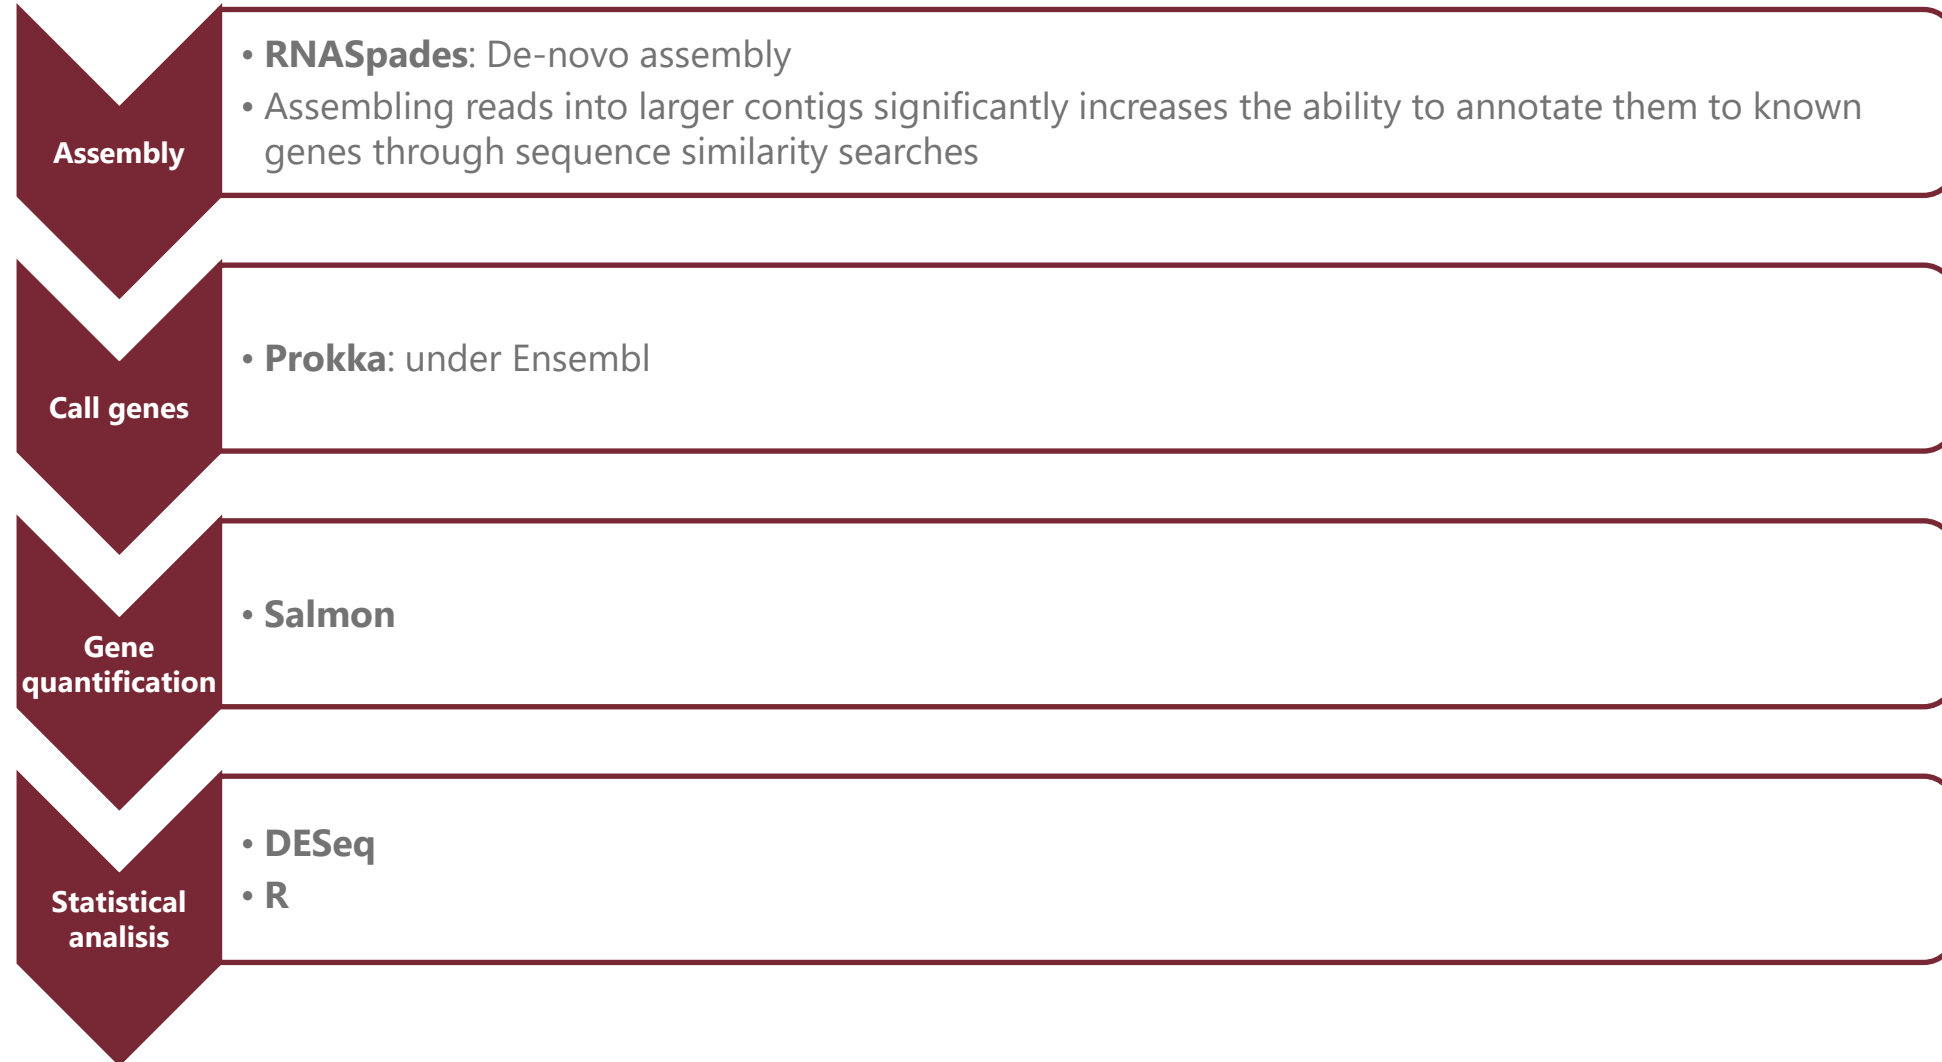 Assembly
• RNASpades: De-novo assembly
• Assembling reads into larger contigs significantly increases the ability to annotate them to known
genes through sequence similarity searches
Call genes
• Prokka: under Ensembl
Gene
quantification
• Salmon
Statistical
analisis
• DESeq
• R